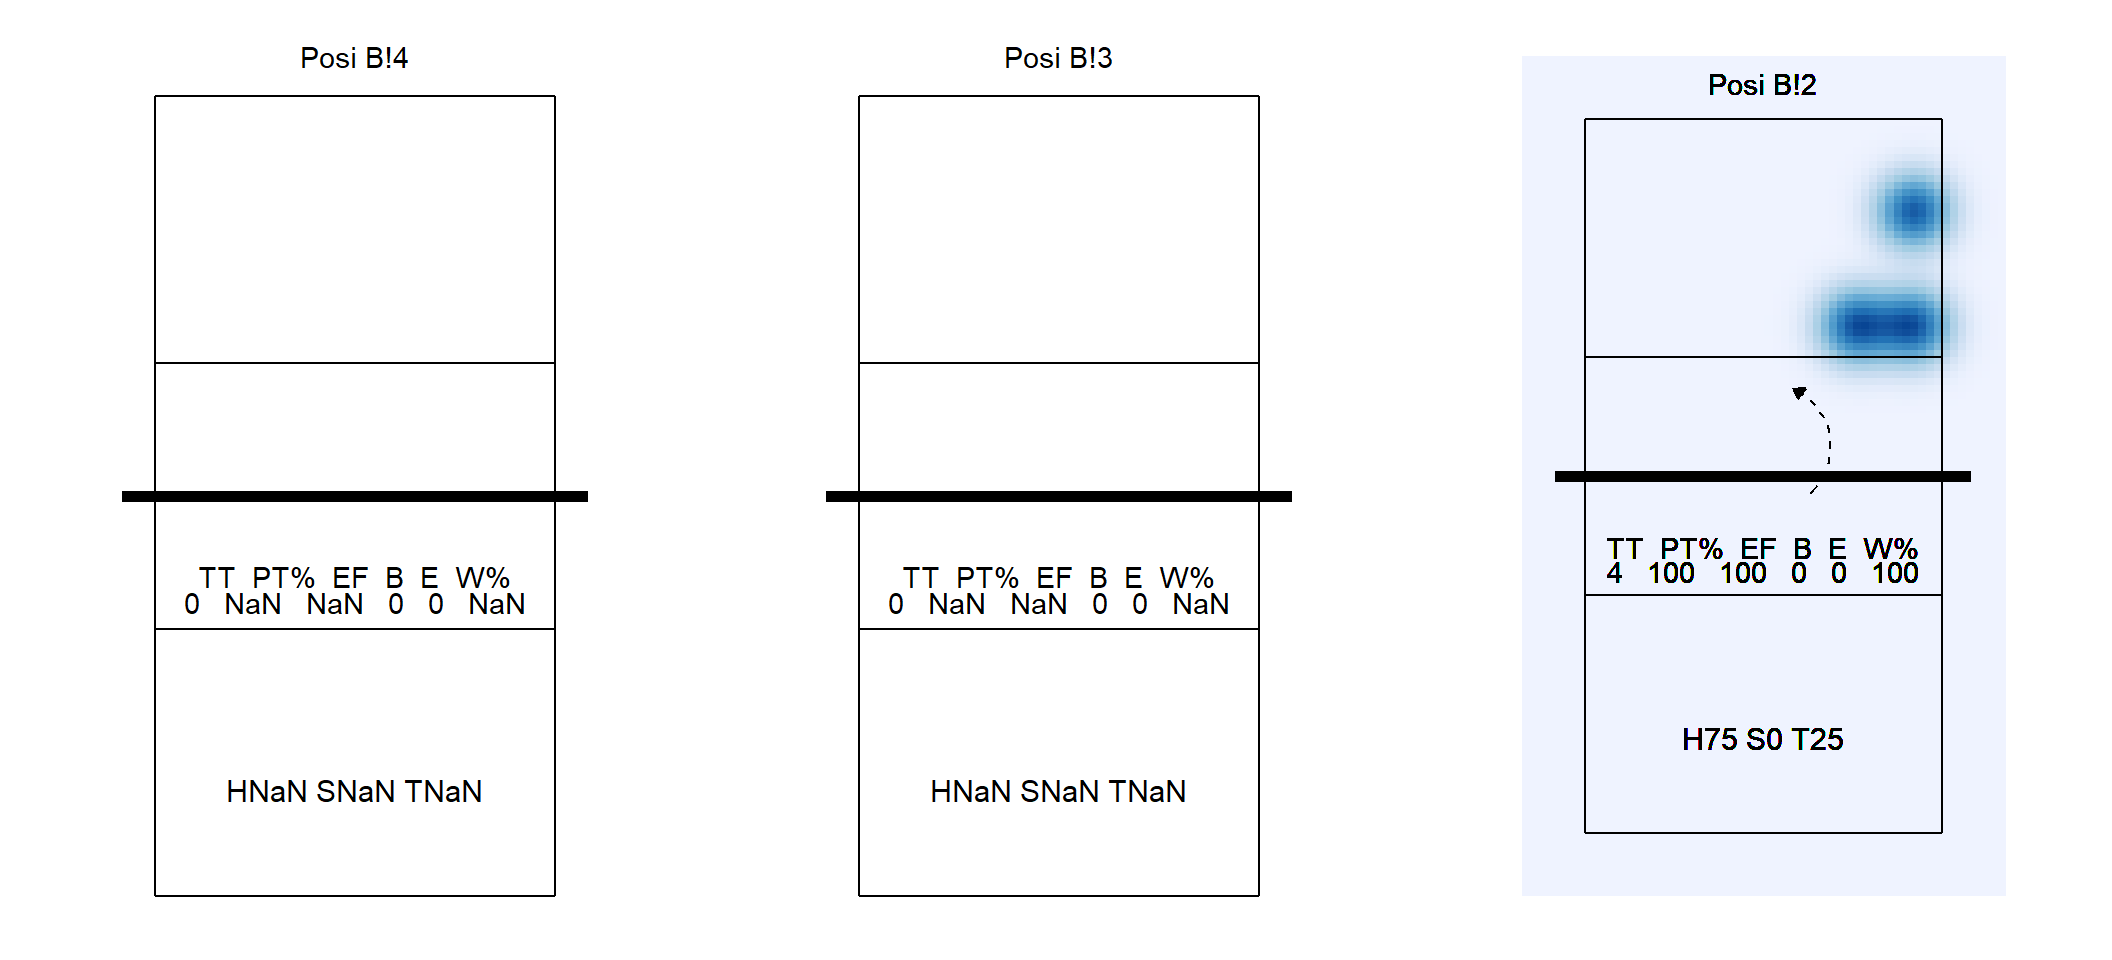 Posi B!4
TT PT% EF B E W%
0 NaN NaN 0 0 NaN
HNaN SNaN TNaN
Posi B!3
TT PT% EF B E W%
0 NaN NaN 0 0 NaN
HNaN SNaN TNaN
Posi B!2
TT PT% EF B E W%
4 100 100 0 0 100
H75 S0 T25